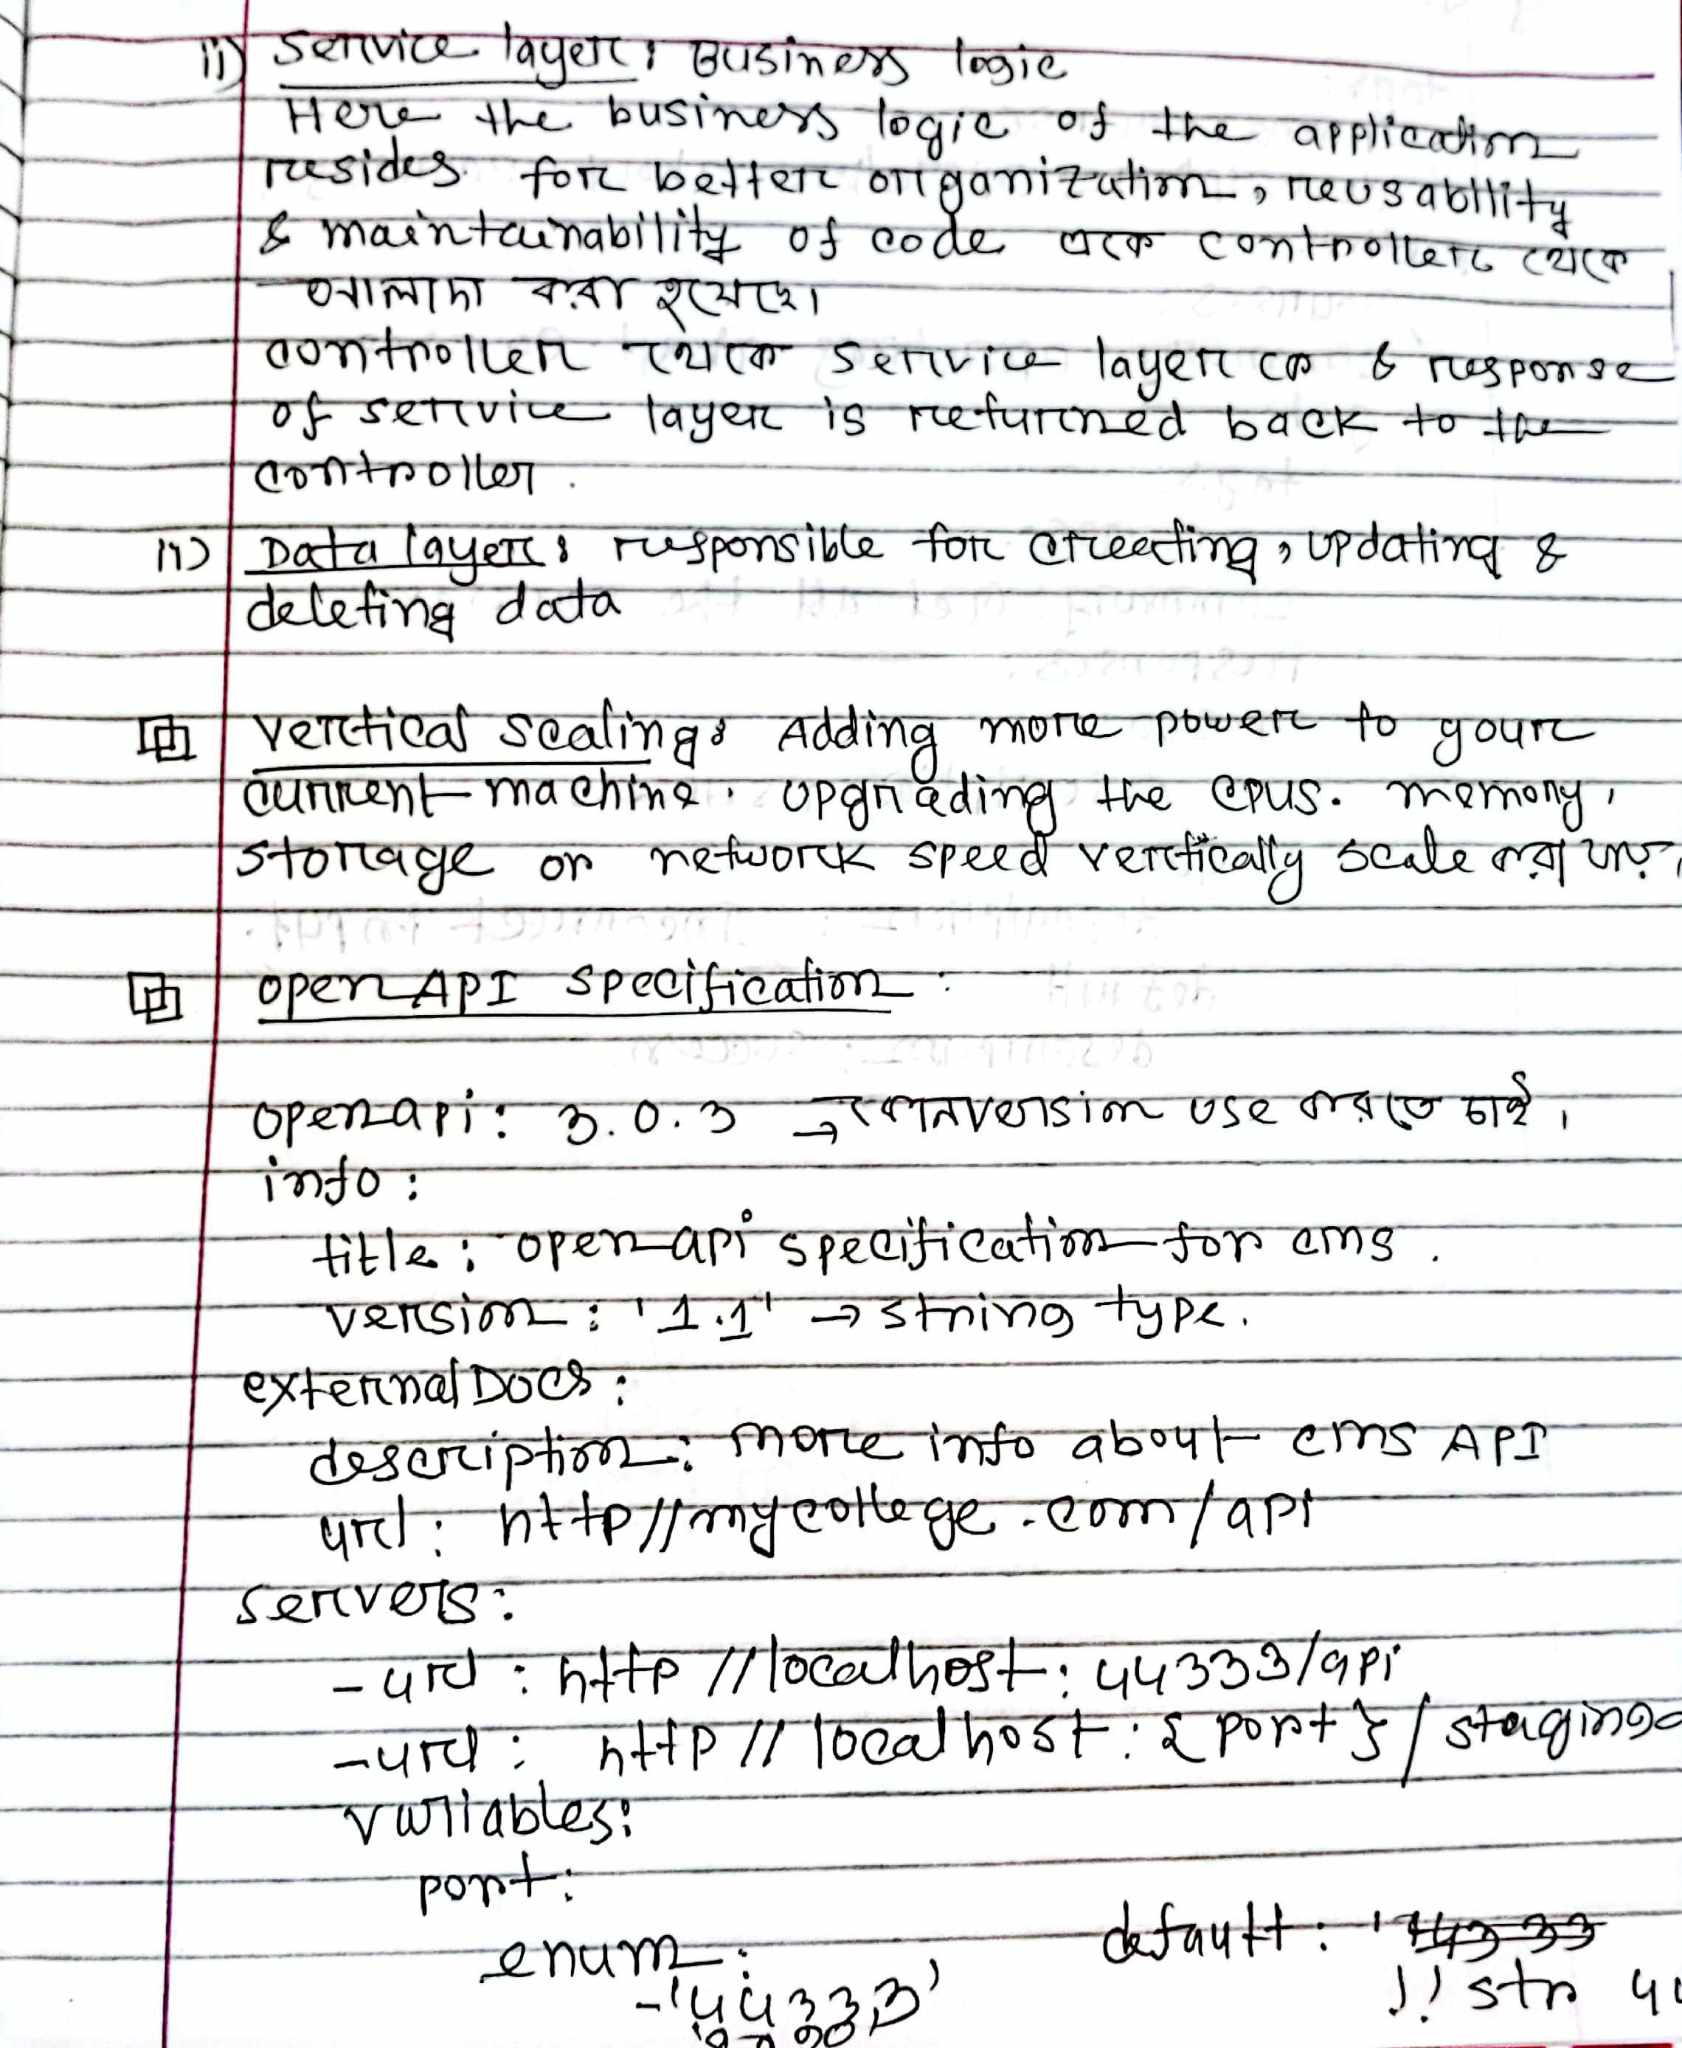 ii) Service layer : Business logic
Here the business logic of the application
resides for better organization, reusability
& maintainability of code একে controller থেকে
আলাদা করা হয়েছে।
controller থেকে service layer কে & response
of service layer is returned back to the
controller.
Data layer : responsible for creating, updating &
deleting data
Vertical scaling : Adding more power to your
current machine. Upgrading the CPUs. memory,
storage or network speed vertically scale করা যায়।
Open API specification :
openapi : 3.0.3 → কোন version use করতে চাই।
info :
title : open api specification for cms.
version : '1.1' → string type.
externalDocs :
description : more info about cms API
url : http//mycollege.com/api
servers :
- url : http //localhost : 44333/api
- url : http // localhost : {port} / staging
variables :
port :
enum : default :
- '44333' !! str